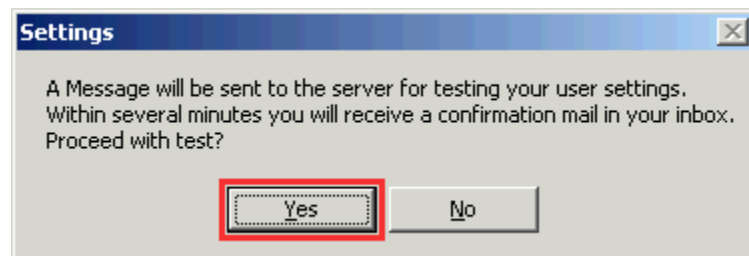 Settings
A Message will be sent to the server for testing your user settings.
Within several minutes you will receive a confirmation mail in your inbox.
Proceed with test?
Yes No